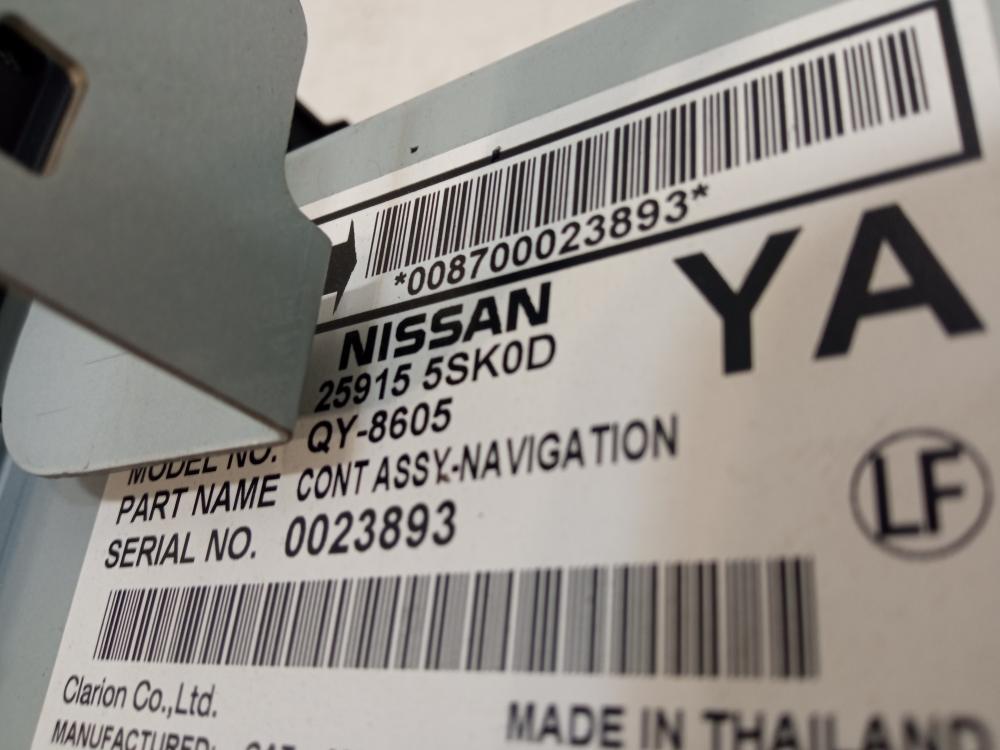 *008700023893*
YA
NISSAN
25915 5SK0D
MODEL NO. QY-8605
PART NAME CONT ASSY-NAVIGATION
SERIAL NO. 0023893
LF
Clarion Co.,Ltd.
MADE IN THAILAND
MANUFACTURED: